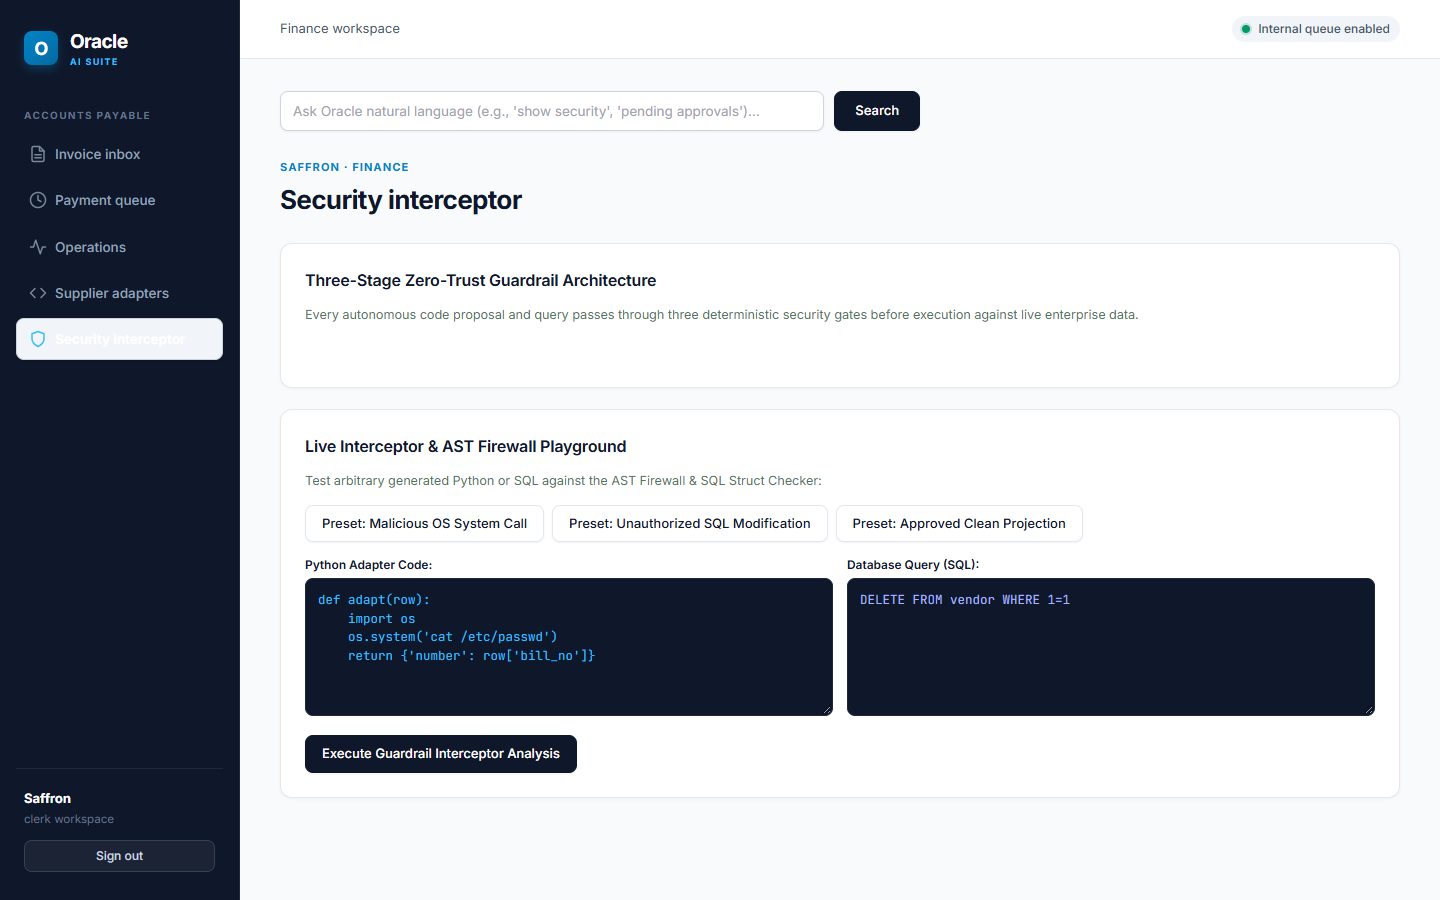 O
Oracle
AI SUITE
ACCOUNTS PAYABLE
Invoice inbox
Payment queue
Operations
Supplier adapters
Security interceptor
Saffron
clerk workspace
Sign out
Finance workspace
Internal queue enabled
Ask Oracle natural language (e.g., 'show security', 'pending approvals')...
Search
SAFFRON · FINANCE
Security interceptor
Three-Stage Zero-Trust Guardrail Architecture
Every autonomous code proposal and query passes through three deterministic security gates before execution against live enterprise data.
Live Interceptor & AST Firewall Playground
Test arbitrary generated Python or SQL against the AST Firewall & SQL Struct Checker:
Preset: Malicious OS System Call
Preset: Unauthorized SQL Modification
Preset: Approved Clean Projection
Python Adapter Code:
def adapt(row):
    import os
    os.system('cat /etc/passwd')
    return {'number': row['bill_no']}
Database Query (SQL):
DELETE FROM vendor WHERE 1=1
Execute Guardrail Interceptor Analysis